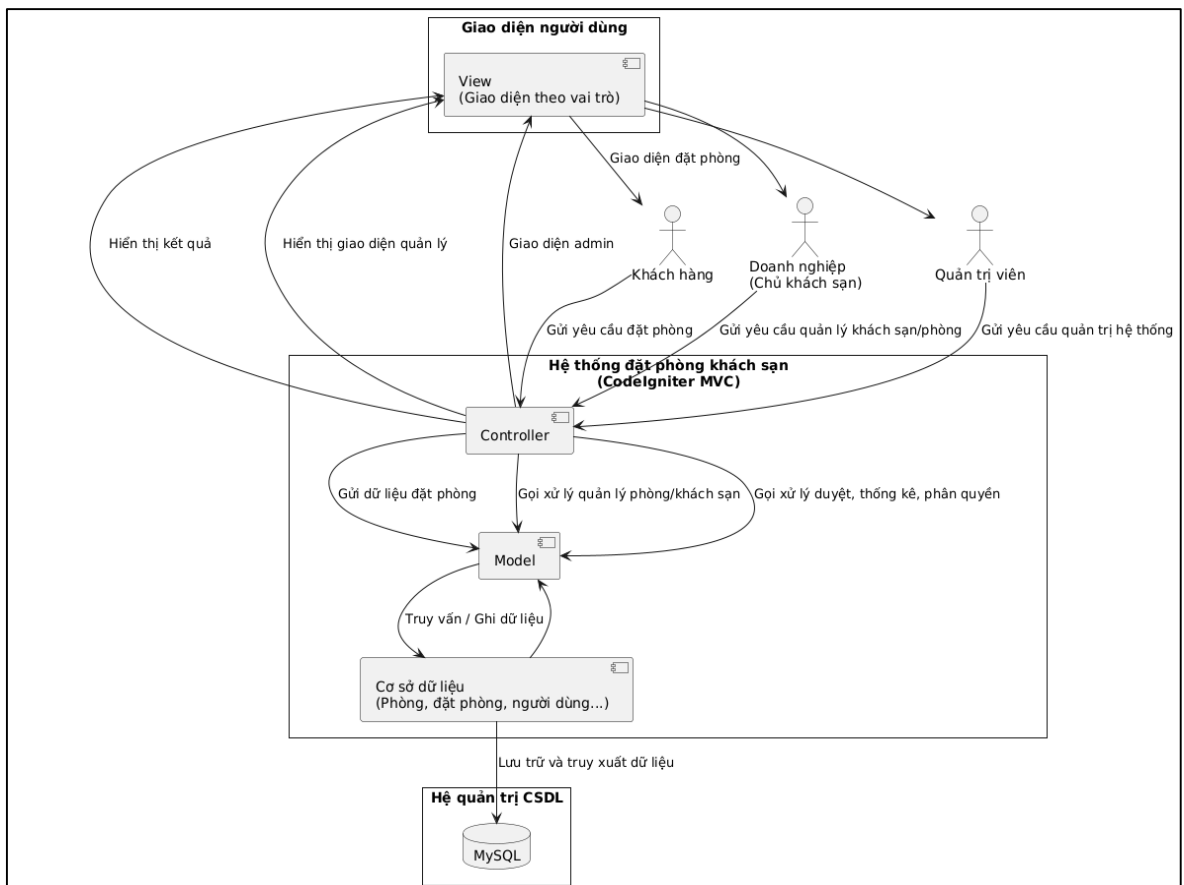 Giao diện người dùng
View
(Giao diện theo vai trò)
Giao diện đặt phòng
Hiển thị kết quả
Hiển thị giao diện quản lý
Giao diện admin
Khách hàng
Doanh nghiệp
(Chủ khách sạn)
Quản trị viên
Gửi yêu cầu đặt phòng
Gửi yêu cầu quản lý khách sạn/phòng
Gửi yêu cầu quản trị hệ thống
Hệ thống đặt phòng khách sạn
(CodeIgniter MVC)
Controller
Gửi dữ liệu đặt phòng
Gọi xử lý quản lý phòng/khách sạn
Gọi xử lý duyệt, thống kê, phân quyền
Model
Truy vấn / Ghi dữ liệu
Cơ sở dữ liệu
(Phòng, đặt phòng, người dùng...)
Lưu trữ và truy xuất dữ liệu
Hệ quản trị CSDL
MySQL